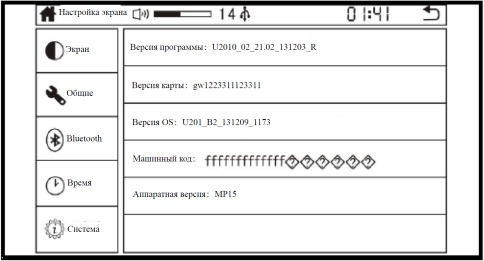 Настройка экрана 14 01:41
Экран
Общие
Bluetooth
Время
Система
Версия программы: U2010_02_21.02_131203_R
Версия карты: gw1223311123311
Версия OS: U201_B2_131209_1173
Машинный код: fffffffffffff������
Аппаратная версия: MP15